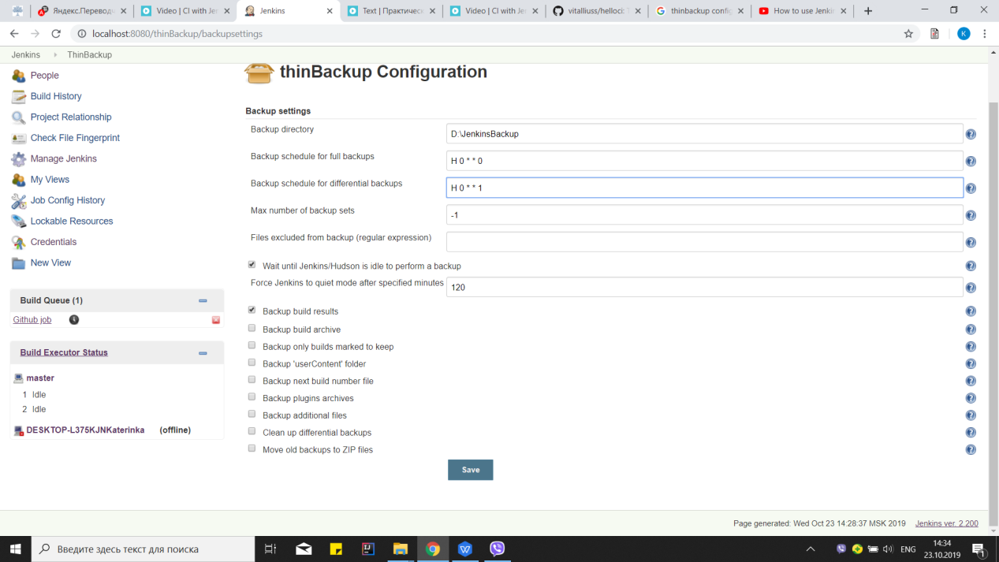 Яндекс.Переводч
Video | CI with Jen
Jenkins
Text | Практическ
Video | CI with Jen
vitalliuss/helloci: T
thinbackup config
How to use Jenkin
localhost:8080/thinBackup/backupsettings
K
Jenkins ThinBackup
People
Build History
Project Relationship
Check File Fingerprint
Manage Jenkins
My Views
Job Config History
Lockable Resources
Credentials
New View
Build Queue (1)
Github job
Build Executor Status
master
1 Idle
2 Idle
DESKTOP-L375KJNKaterinka (offline)
thinBackup Configuration
Backup settings
Backup directory D:\JenkinsBackup
Backup schedule for full backups H 0 * * 0
Backup schedule for differential backups H 0 * * 1
Max number of backup sets -1
Files excluded from backup (regular expression)
Wait until Jenkins/Hudson is idle to perform a backup
Force Jenkins to quiet mode after specified minutes 120
Backup build results
Backup build archive
Backup only builds marked to keep
Backup 'userContent' folder
Backup next build number file
Backup plugins archives
Backup additional files
Clean up differential backups
Move old backups to ZIP files
Save
Page generated: Wed Oct 23 14:28:37 MSK 2019 Jenkins ver. 2.200
Введите здесь текст для поиска
ENG
14:34
23.10.2019
1